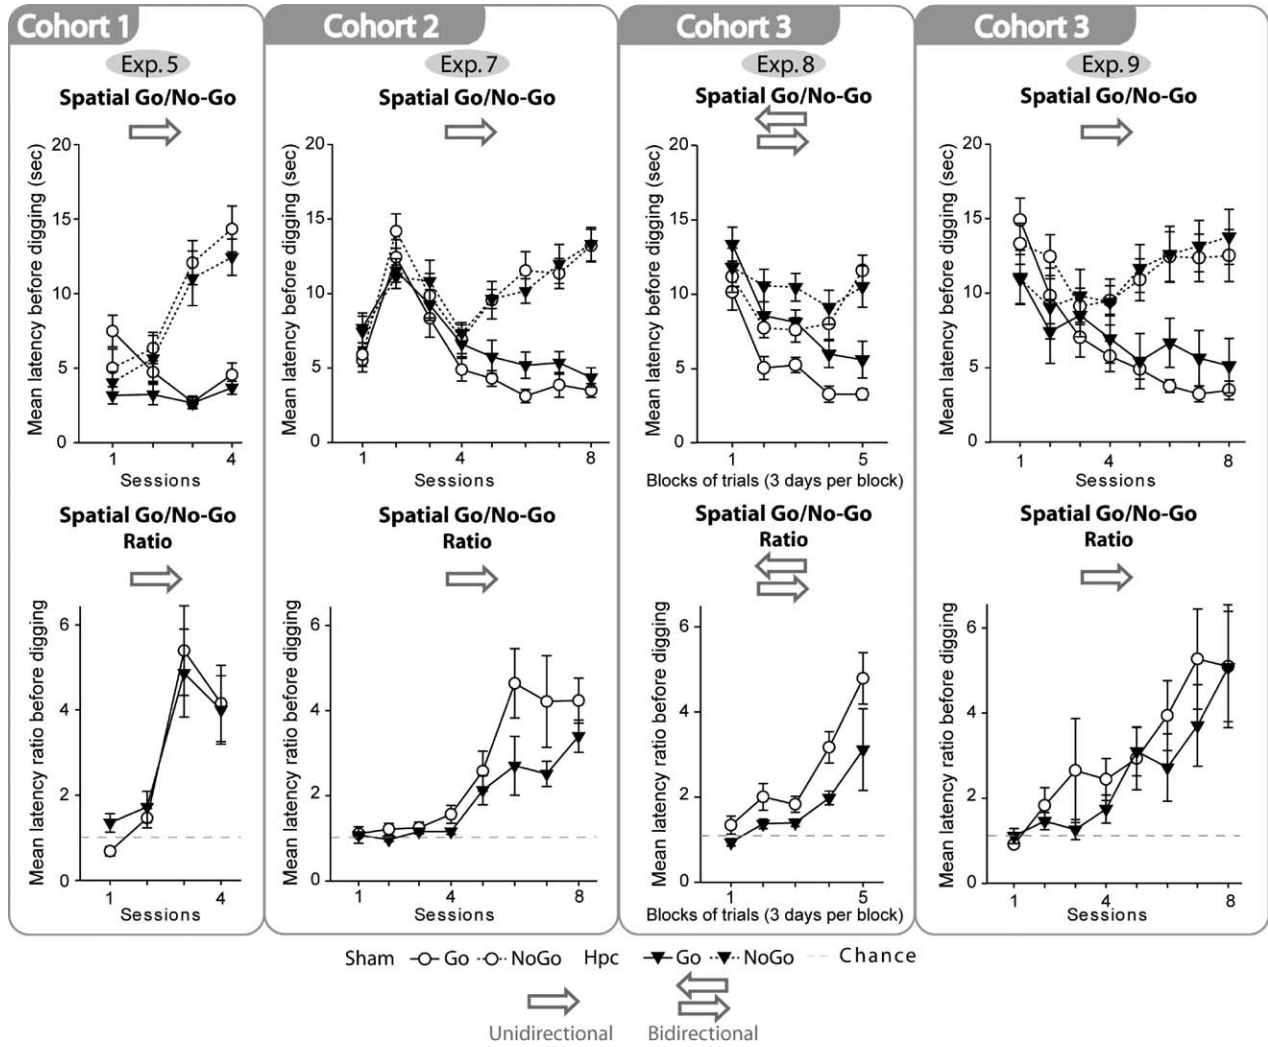 Cohort 1
Cohort 2
Cohort 3
Cohort 3
Exp. 5
Exp. 7
Exp. 8
Exp. 9
Spatial Go/No-Go
Spatial Go/No-Go
Spatial Go/No-Go
Spatial Go/No-Go
Mean latency before digging (sec)
20
15
10
5
0
1
4
Sessions
Mean latency before digging (sec)
20
15
10
5
0
1
4
8
Sessions
Mean latency before digging (sec)
20
15
10
5
0
1
5
Blocks of trials (3 days per block)
Mean latency before digging (sec)
20
15
10
5
0
1
4
8
Sessions
Spatial Go/No-Go
Ratio
Spatial Go/No-Go
Ratio
Spatial Go/No-Go
Ratio
Spatial Go/No-Go
Ratio
Mean latency ratio before digging
6
4
2
0
1
4
Sessions
Mean latency ratio before digging
6
4
2
0
1
4
8
Sessions
Mean latency ratio before digging
6
4
2
0
1
5
Blocks of trials (3 days per block)
Mean latency ratio before digging
6
4
2
0
1
4
8
Sessions
Sham Go NoGo Hpc Go NoGo Chance
Unidirectional Bidirectional